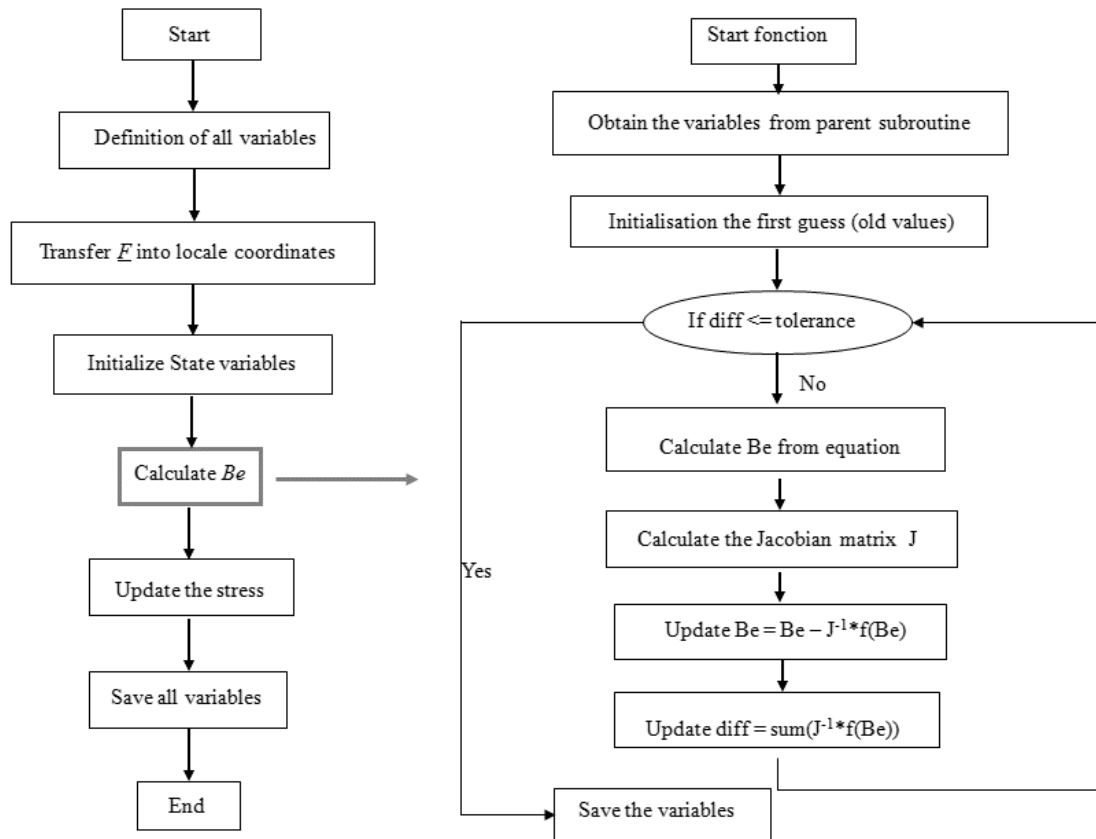 Start
Definition of all variables
Transfer F into locale coordinates
Initialize State variables
Calculate Be
Update the stress
Save all variables
End
Start fonction
Obtain the variables from parent subroutine
Initialisation the first guess (old values)
If diff <= tolerance
No
Yes
Calculate Be from equation
Calculate the Jacobian matrix J
Update Be = Be – J⁻¹*f(Be)
Update diff = sum(J⁻¹*f(Be))
Save the variables